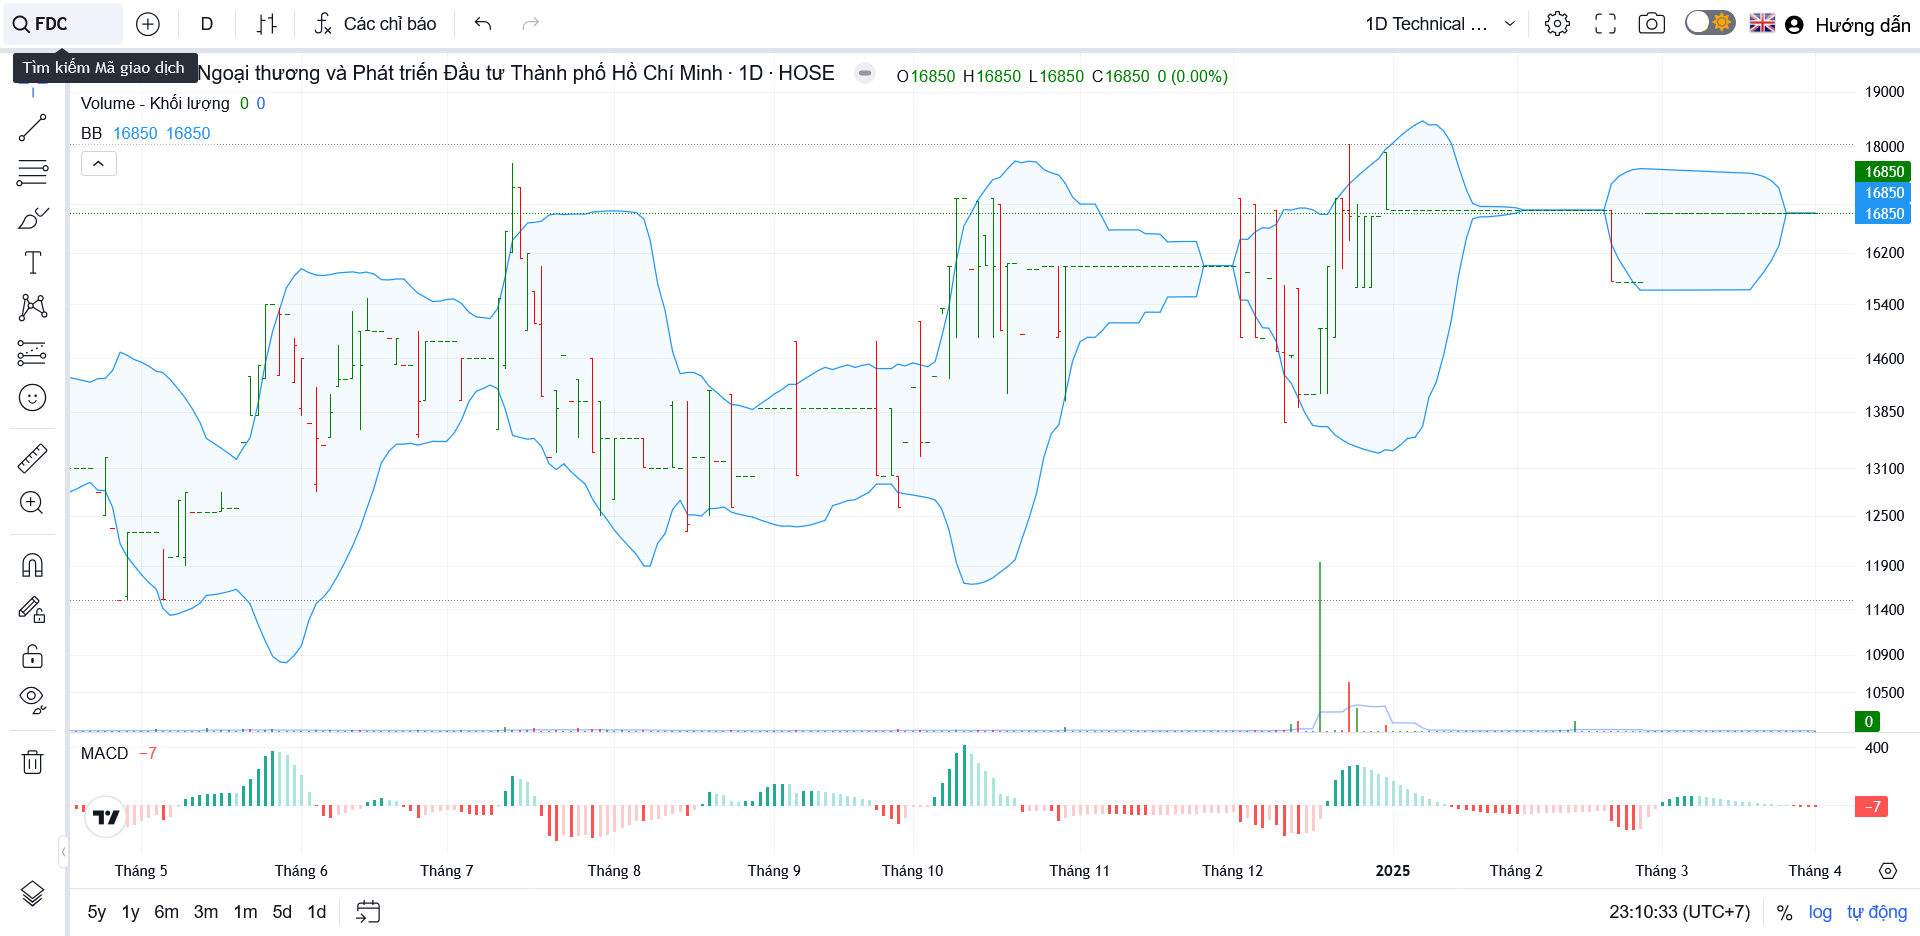 FDC
D
Các chỉ báo
1D Technical ...
Hướng dẫn
Tìm kiếm Mã giao dịch
Ngoại thương và Phát triển Đầu tư Thành phố Hồ Chí Minh · 1D · HOSE
O16850 H16850 L16850 C16850 0 (0.00%)
Volume - Khối lượng 0 0
BB 16850 16850
19000
18000
16850
16850
16850
16200
15400
14600
13850
13100
12500
11900
11400
10900
10500
0
MACD −7
400
−7
Tháng 5 Tháng 6 Tháng 7 Tháng 8 Tháng 9 Tháng 10 Tháng 11 Tháng 12 2025 Tháng 2 Tháng 3 Tháng 4
5y 1y 6m 3m 1m 5d 1d
23:10:33 (UTC+7) % log tự động